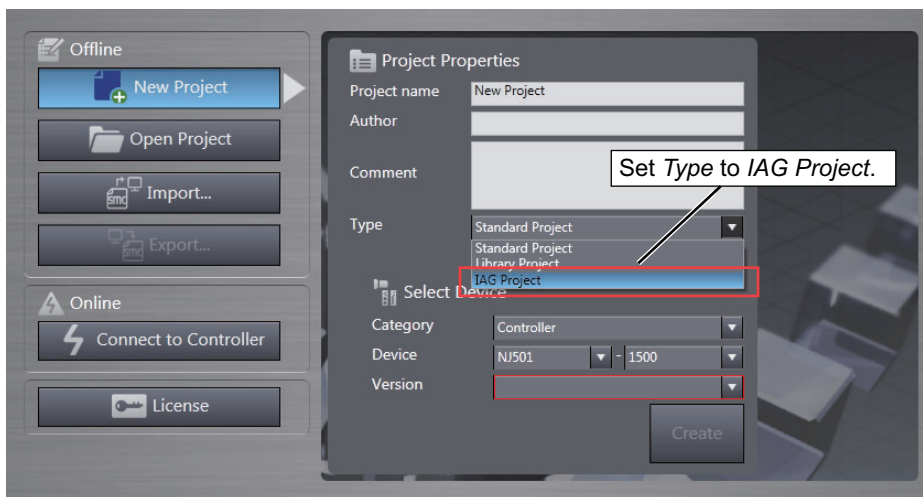 Offline
New Project
Open Project
smc Import...
smc Export...
Online
Connect to Controller
License
Project Properties
Project name New Project
Author
Comment
Set Type to IAG Project.
Type Standard Project
Standard Project
Library Project
IAG Project
Select Device
Category Controller
Device NJ501 - 1500
Version
Create